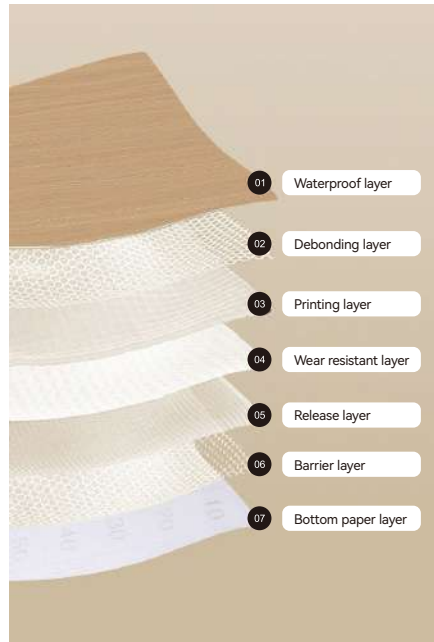 01 Waterproof layer
02 Debonding layer
03 Printing layer
04 Wear resistant layer
05 Release layer
06 Barrier layer
07 Bottom paper layer